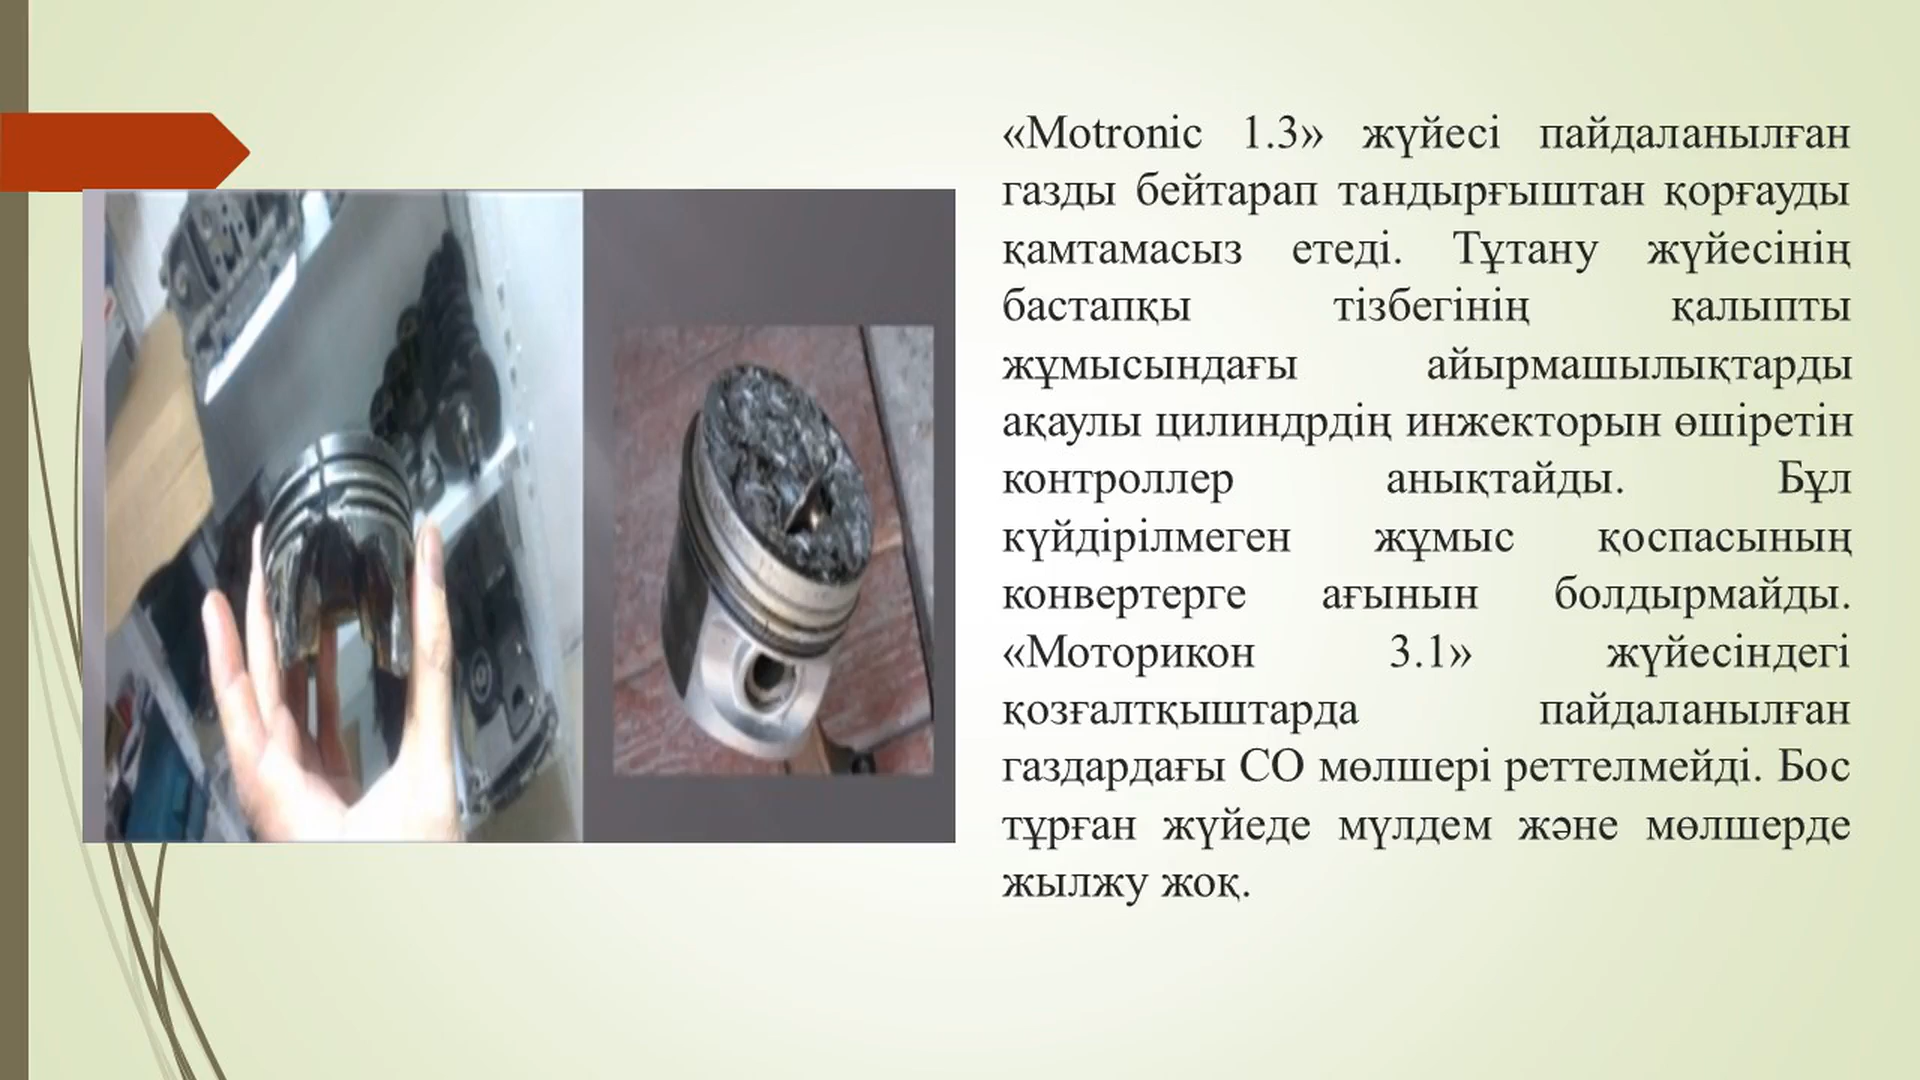 «Motronic 1.3» жүйесі пайдаланылған
газды бейтарап тандырғыштан қорғауды
қамтамасыз етеді. Тұтану жүйесінің
бастапқы тізбегінің қалыпты
жұмысындағы айырмашылықтарды
ақаулы цилиндрдің инжекторын өшіретін
контроллер анықтайды. Бұл
күйдірілмеген жұмыс қоспасының
конвертерге ағынын болдырмайды.
«Моторикон 3.1» жүйесіндегі
қозғалтқыштарда пайдаланылған
газдардағы СО мөлшері реттелмейді. Бос
тұрған жүйеде мүлдем және мөлшерде
жылжу жоқ.